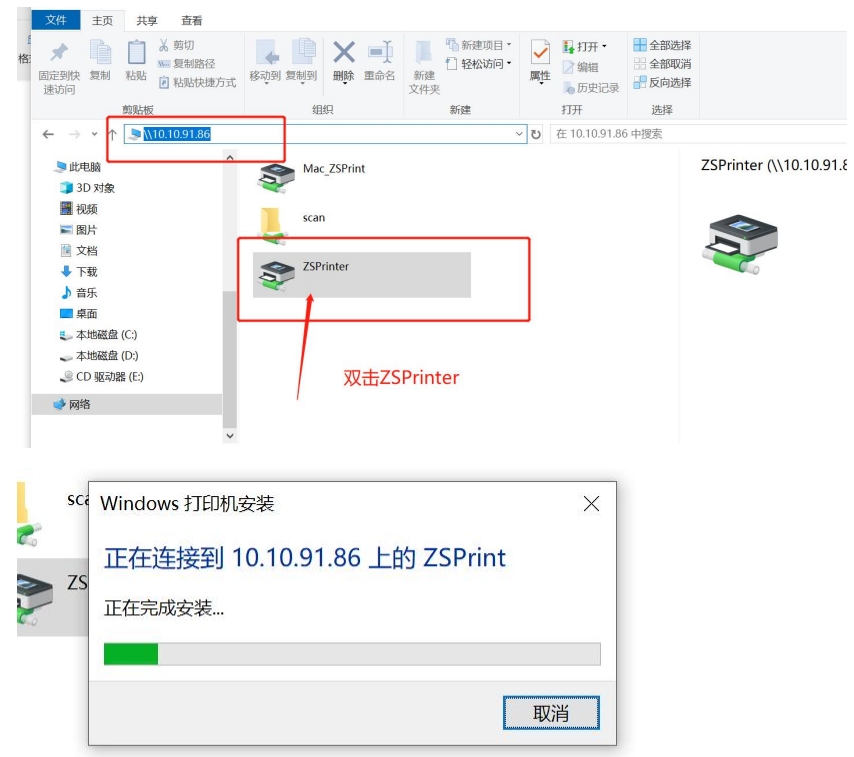 文件 主页 共享 查看
固定到快速访问
复制
粘贴
剪切
复制路径
粘贴快捷方式
移动到 复制到 删除 重命名
新建文件夹
新建项目
轻松访问
属性
打开
编辑
历史记录
全部选择
全部取消
反向选择
剪贴板 组织 新建 打开 选择
\\10.10.91.86
在 10.10.91.86 中搜索
此电脑
3D 对象
视频
图片
文档
下载
音乐
桌面
本地磁盘 (C:)
本地磁盘 (D:)
CD 驱动器 (E:)
网络
Mac_ZSPrint
scan
ZSPrinter
双击ZSPrinter
ZSPrinter (\\10.10.91.8
sca
ZS
Windows 打印机安装
正在连接到 10.10.91.86 上的 ZSPrint
正在完成安装...
取消